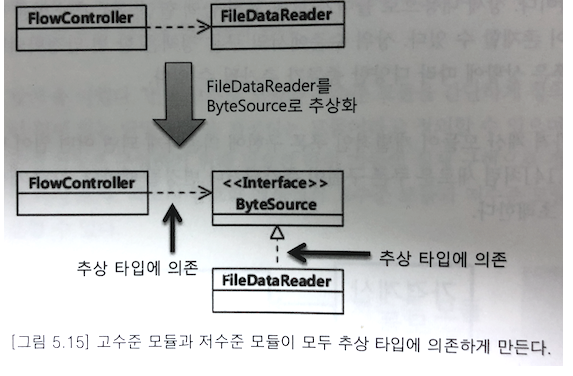 FlowController
FileDataReader
FileDataReader를
ByteSource로 추상화
FlowController
<<Interface>>
ByteSource
추상 타입에 의존
추상 타입에 의존
FileDataReader
[그림 5.15] 고수준 모듈과 저수준 모듈이 모두 추상 타입에 의존하게 만든다.